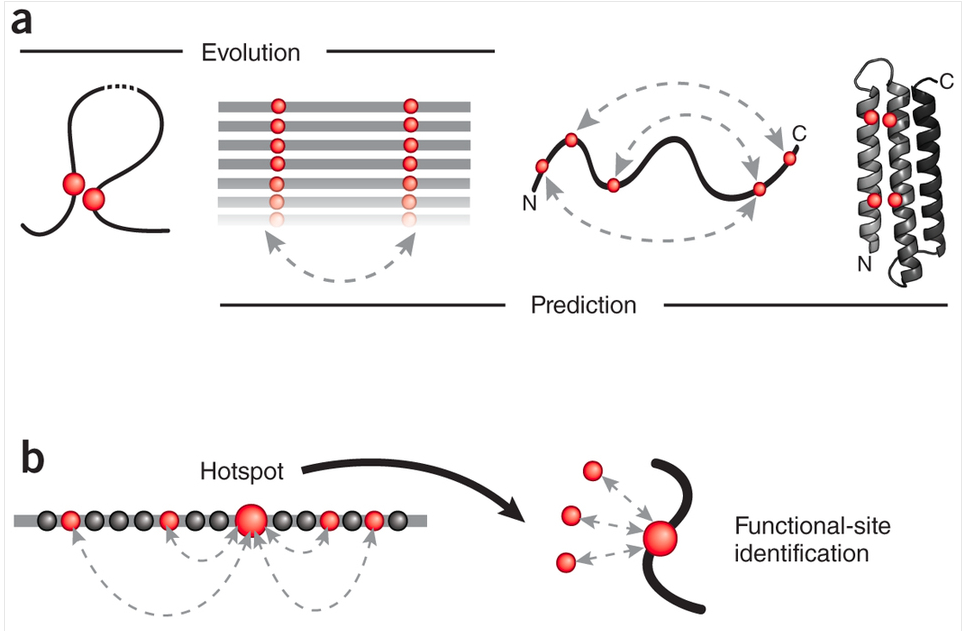 a
Evolution
C
C
N
N
Prediction
b
Hotspot
Functional-site
identification